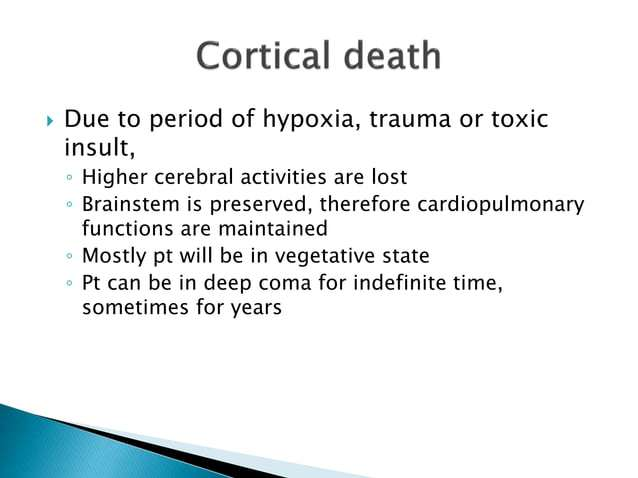 Cortical death
Due to period of hypoxia, trauma or toxic
insult,
Higher cerebral activities are lost
Brainstem is preserved, therefore cardiopulmonary
functions are maintained
Mostly pt will be in vegetative state
Pt can be in deep coma for indefinite time,
sometimes for years